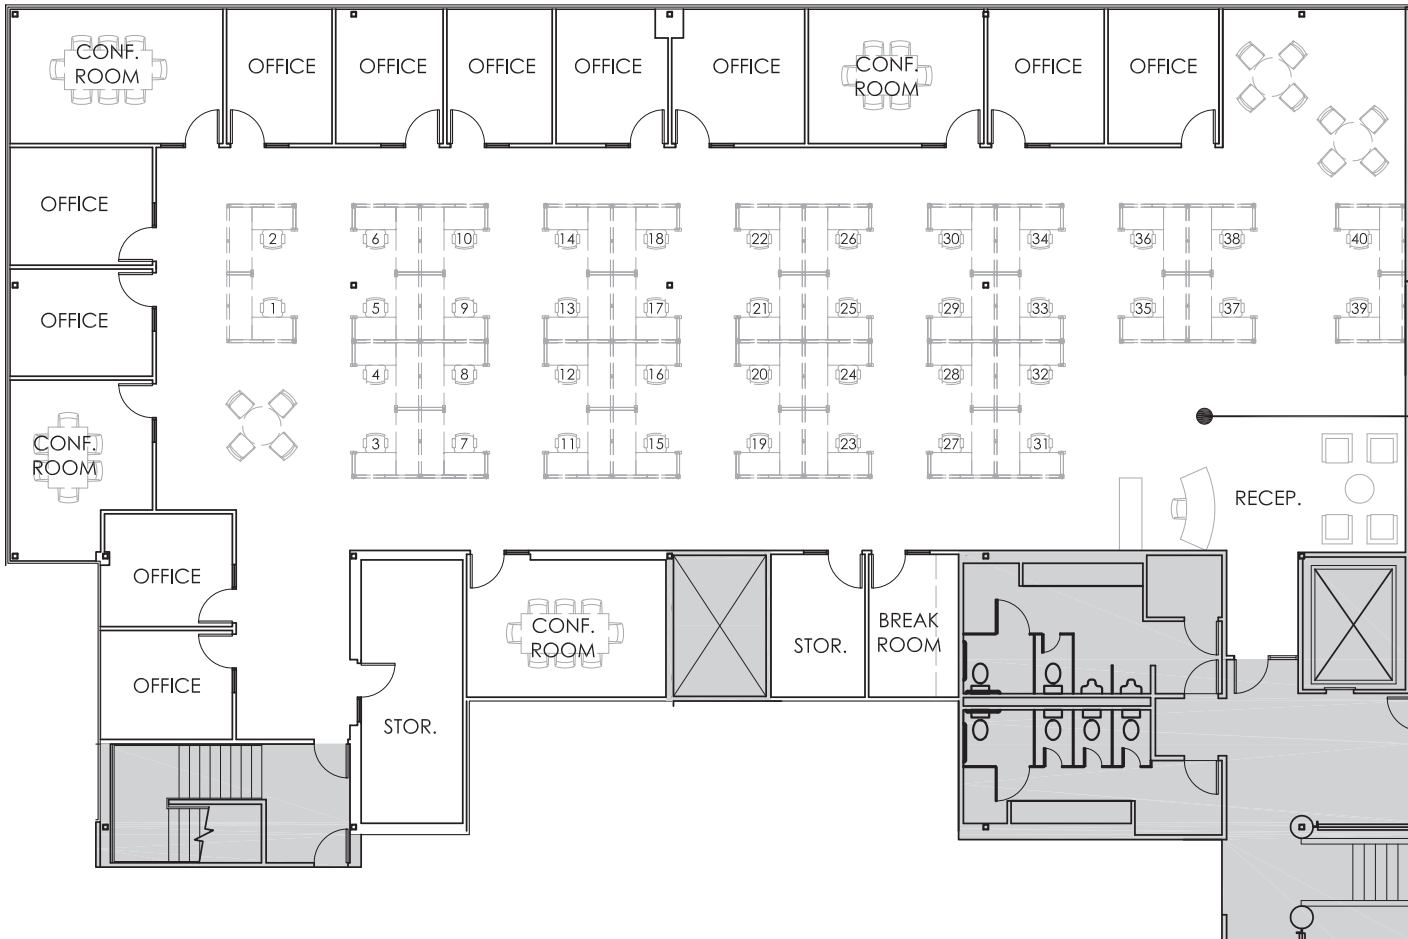 CONF.
ROOM
OFFICE
OFFICE
OFFICE
OFFICE
OFFICE
CONF.
ROOM
OFFICE
OFFICE
OFFICE
2
6
10
14
18
22
26
30
34
36
38
40
1
5
9
13
17
21
25
29
33
35
37
39
OFFICE
4
8
12
16
20
24
28
32
CONF.
ROOM
3
7
11
15
19
23
27
31
RECEP.
OFFICE
CONF.
ROOM
STOR.
BREAK
ROOM
OFFICE
STOR.